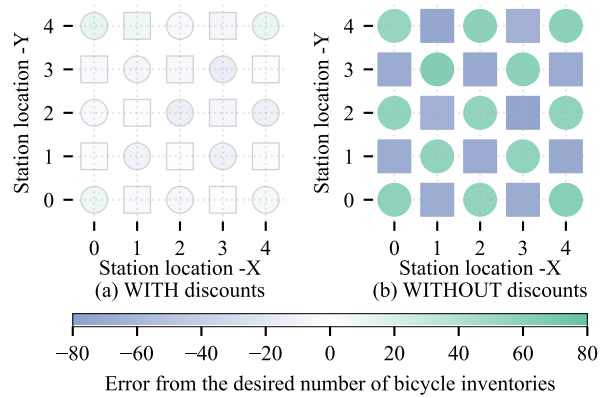 4
3
2
1
0
Station location -Y
0 1 2 3 4
Station location -X
(a) WITH discounts
4
3
2
1
0
Station location -Y
0 1 2 3 4
Station location -X
(b) WITHOUT discounts
−80 −60 −40 −20 0 20 40 60 80
Error from the desired number of bicycle inventories